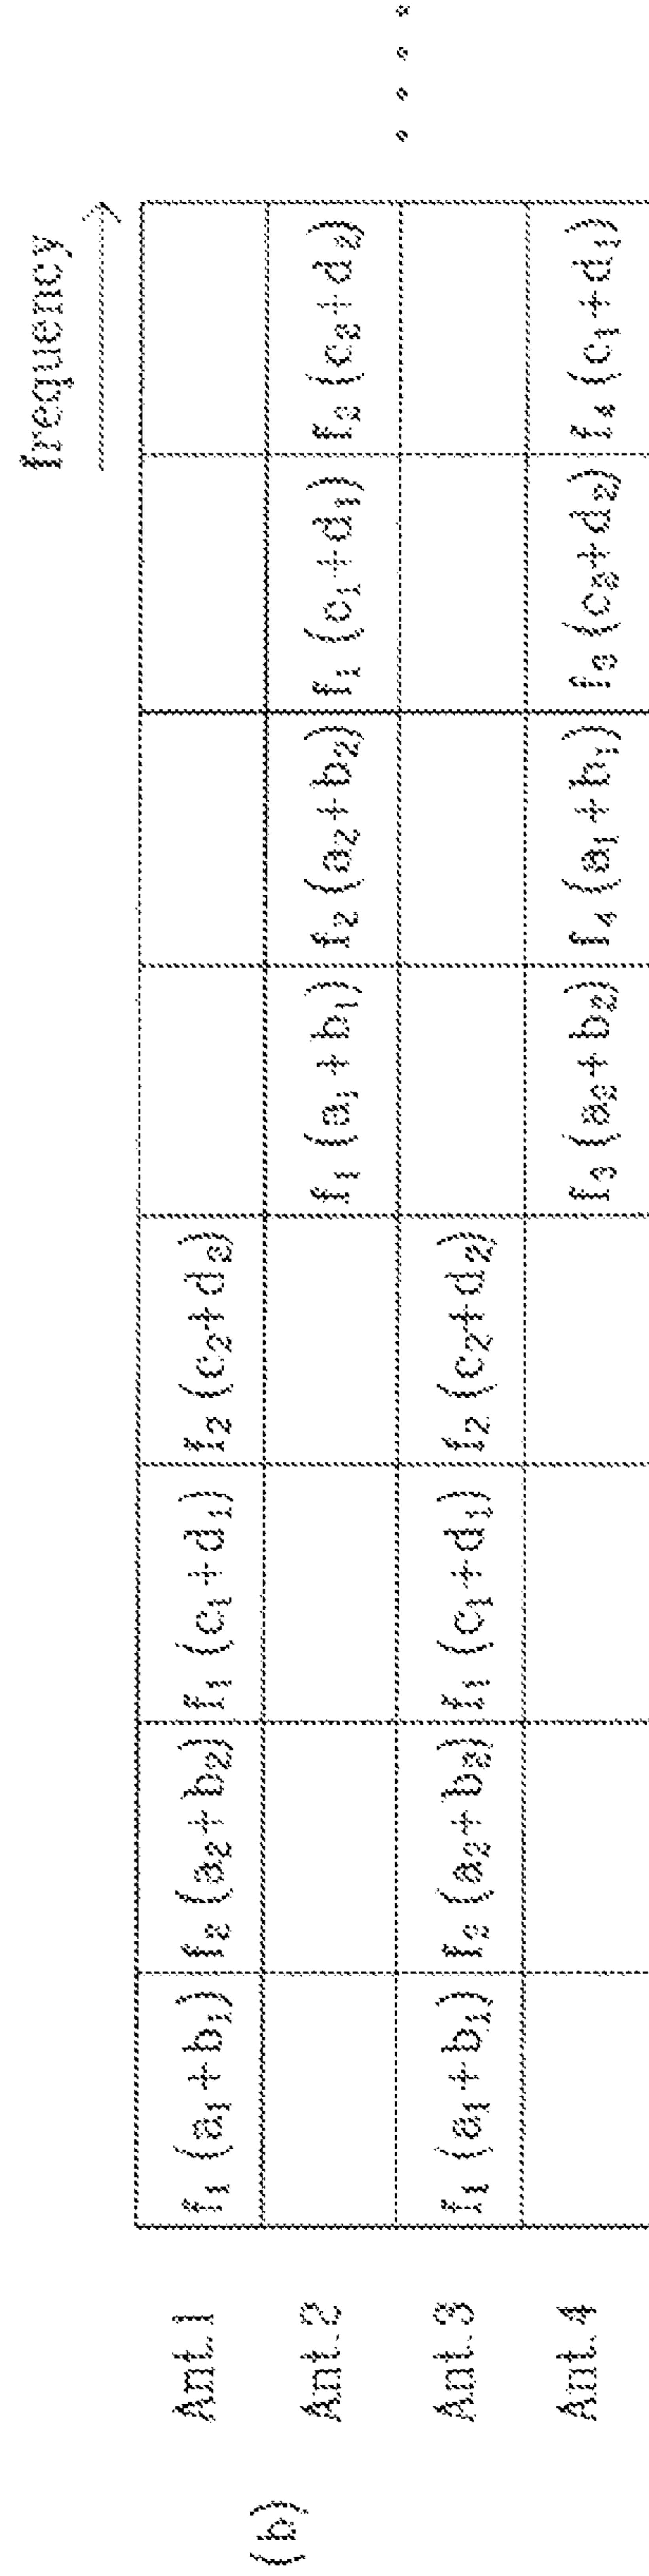 frequency
(b)
Ant.1 f₁ (a₁+b₁) f₂ (a₂+b₂) f₁ (c₁+d₁) f₂ (c₂+d₂)
Ant.2 f₁ (a₁+b₁) f₂ (a₂+b₂) f₁ (c₁+d₁) f₂ (c₂+d₂)
Ant.3 f₁ (a₁+b₁) f₂ (a₂+b₂) f₁ (c₁+d₁) f₂ (c₂+d₂)
Ant.4 f₃ (a₂+b₂) f₄ (a₁+b₁) f₃ (c₂+d₂) f₄ (c₁+d₁)